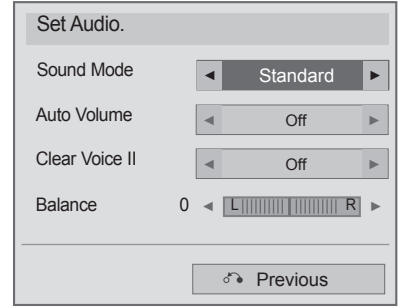 Set Audio.
Sound Mode ◄ Standard ►
Auto Volume ◄ Off ►
Clear Voice II ◄ Off ►
Balance 0 ◄ L R ►
Previous